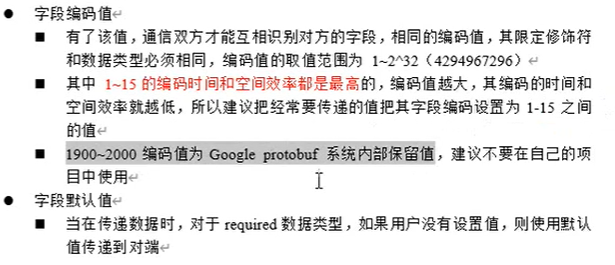 ● 字段编码值
■ 有了该值，通信双方才能互相识别对方的字段，相同的编码值，其限定修饰符
和数据类型必须相同，编码值的取值范围为 1~2^32（4294967296）
■ 其中 1~15 的编码时间和空间效率都是最高的，编码值越大，其编码的时间和
空间效率就越低，所以建议把经常要传递的值把其字段编码设置为 1-15 之间
的值
■ 1900~2000 编码值为 Google protobuf 系统内部保留值，建议不要在自己的项
目中使用
● 字段默认值
■ 当在传递数据时，对于 required 数据类型，如果用户没有设置值，则使用默认
值传递到对端